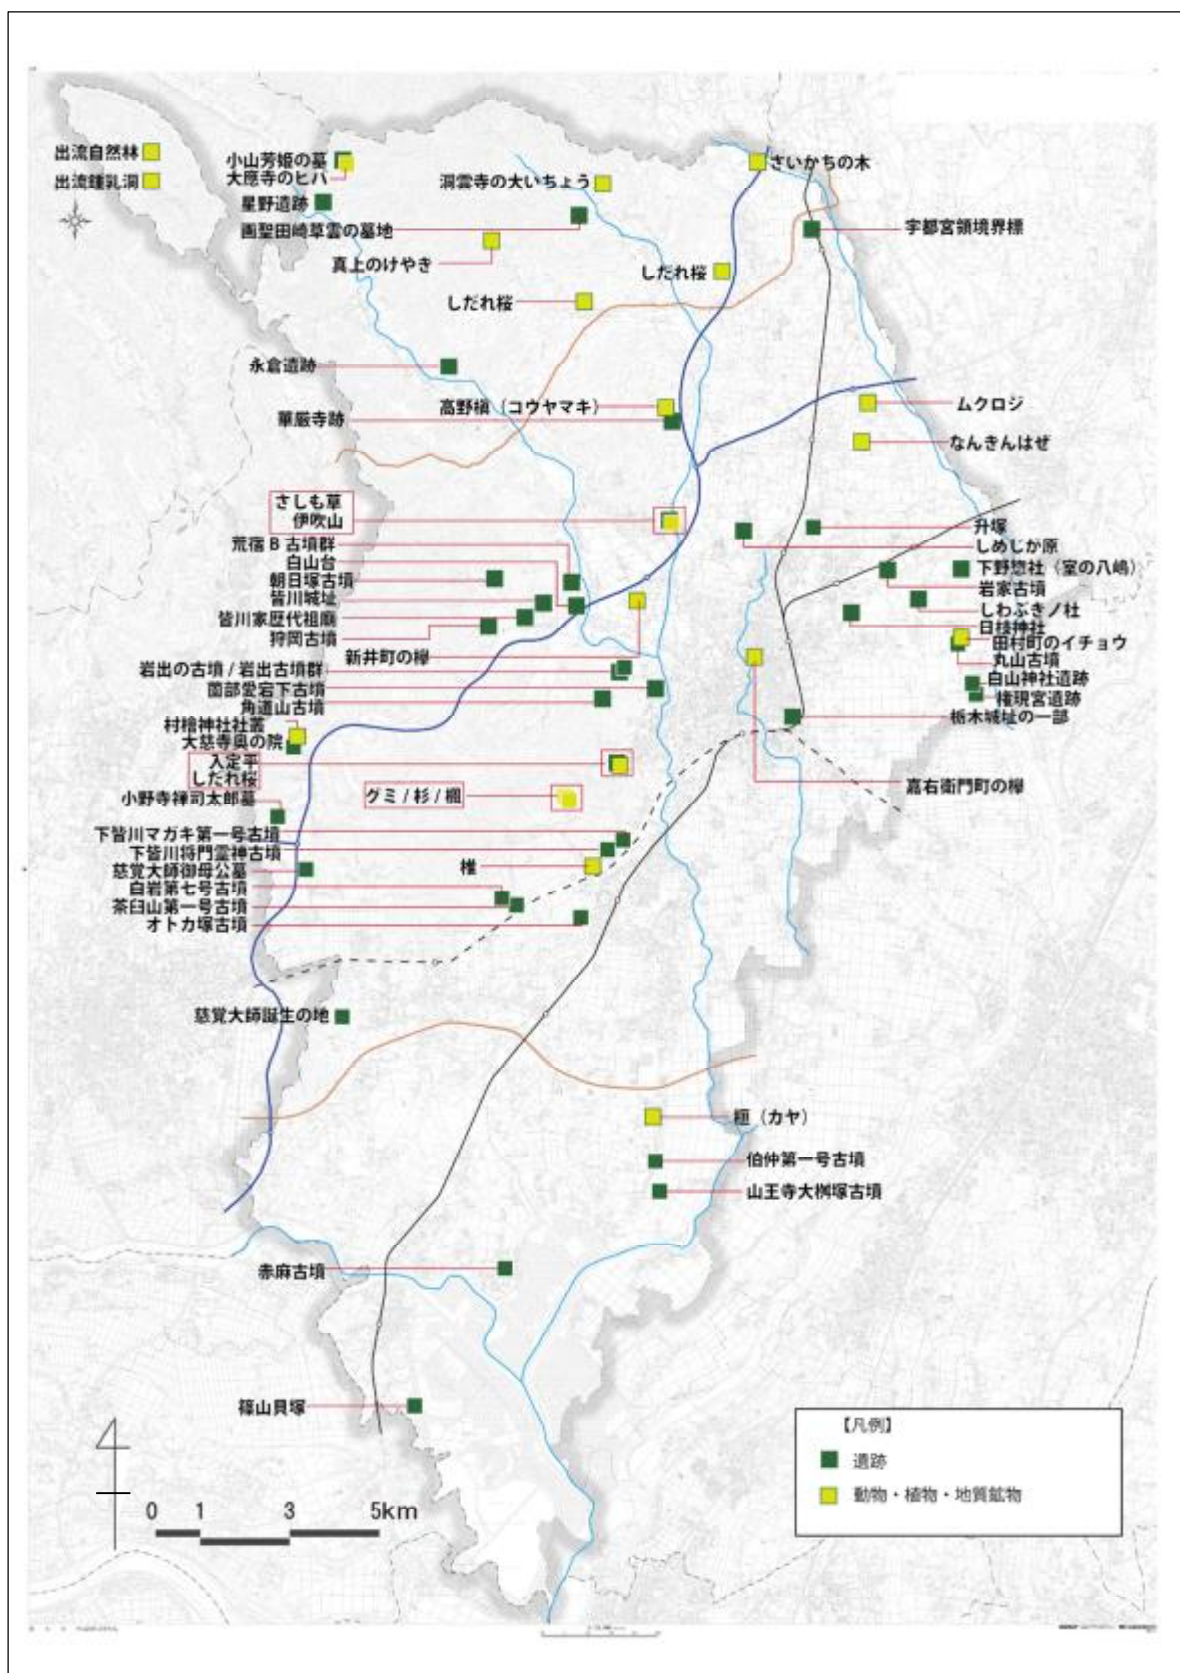 出流自然林
出流鍾乳洞
小山芳姫の墓
大應寺のヒバ
星野遺跡
画聖田崎草雲の墓地
洞雲寺の大いちょう
さいかちの木
宇都宮領境界標
真上のけやき
しだれ桜
しだれ桜
永倉遺跡
高野槇（コウヤマキ）
華厳寺跡
ムクロジ
なんきんはぜ
さしも草
伊吹山
荒宿B古墳群
白山台
朝日塚古墳
皆川城址
皆川家歴代祖廟
狩岡古墳
新井町の欅
升塚
しめじが原
下野惣社（室の八嶋）
岩家古墳
しわぶきノ杜
日枝神社
田村町のイチョウ
丸山古墳
白山神社遺跡
権現宮遺跡
栃木城址の一部
岩出の古墳/岩出古墳群
箇部愛宕下古墳
角道山古墳
村檜神社社叢
大慈寺奥の院
入定平
しだれ桜
小野寺禅司太郎墓
グミ/杉/楓
嘉右衛門町の欅
下皆川マガキ第一号古墳
下皆川将門霊神古墳
慈覚大師御母公墓
椎
白岩第七号古墳
茶臼山第一号古墳
オトカ塚古墳
慈覚大師誕生の地
榧（カヤ）
伯仲第一号古墳
山王寺大桝塚古墳
赤麻古墳
篠山貝塚
【凡例】
遺跡
動物・植物・地質鉱物
0 1 3 5km